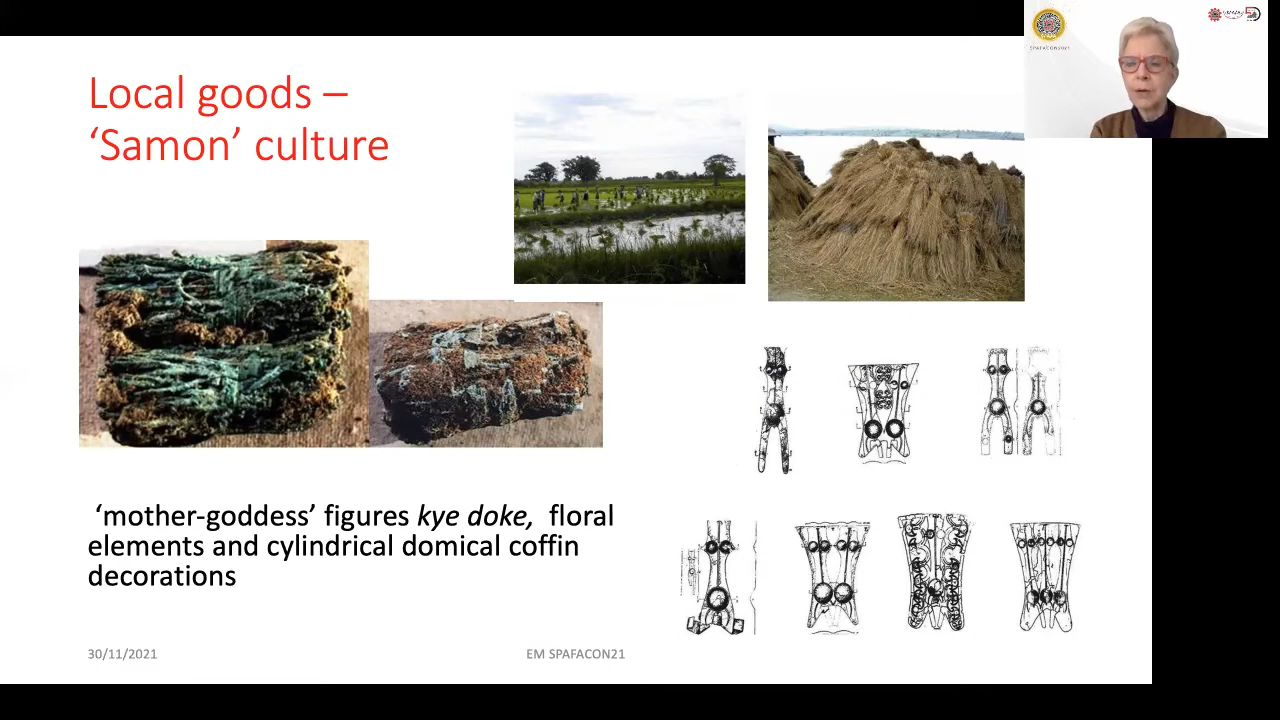 Local goods –
‘Samon’ culture
‘mother-goddess’ figures kye doke, floral
elements and cylindrical domical coffin
decorations
30/11/2021
EM SPAFACON21
SPAFACON2021